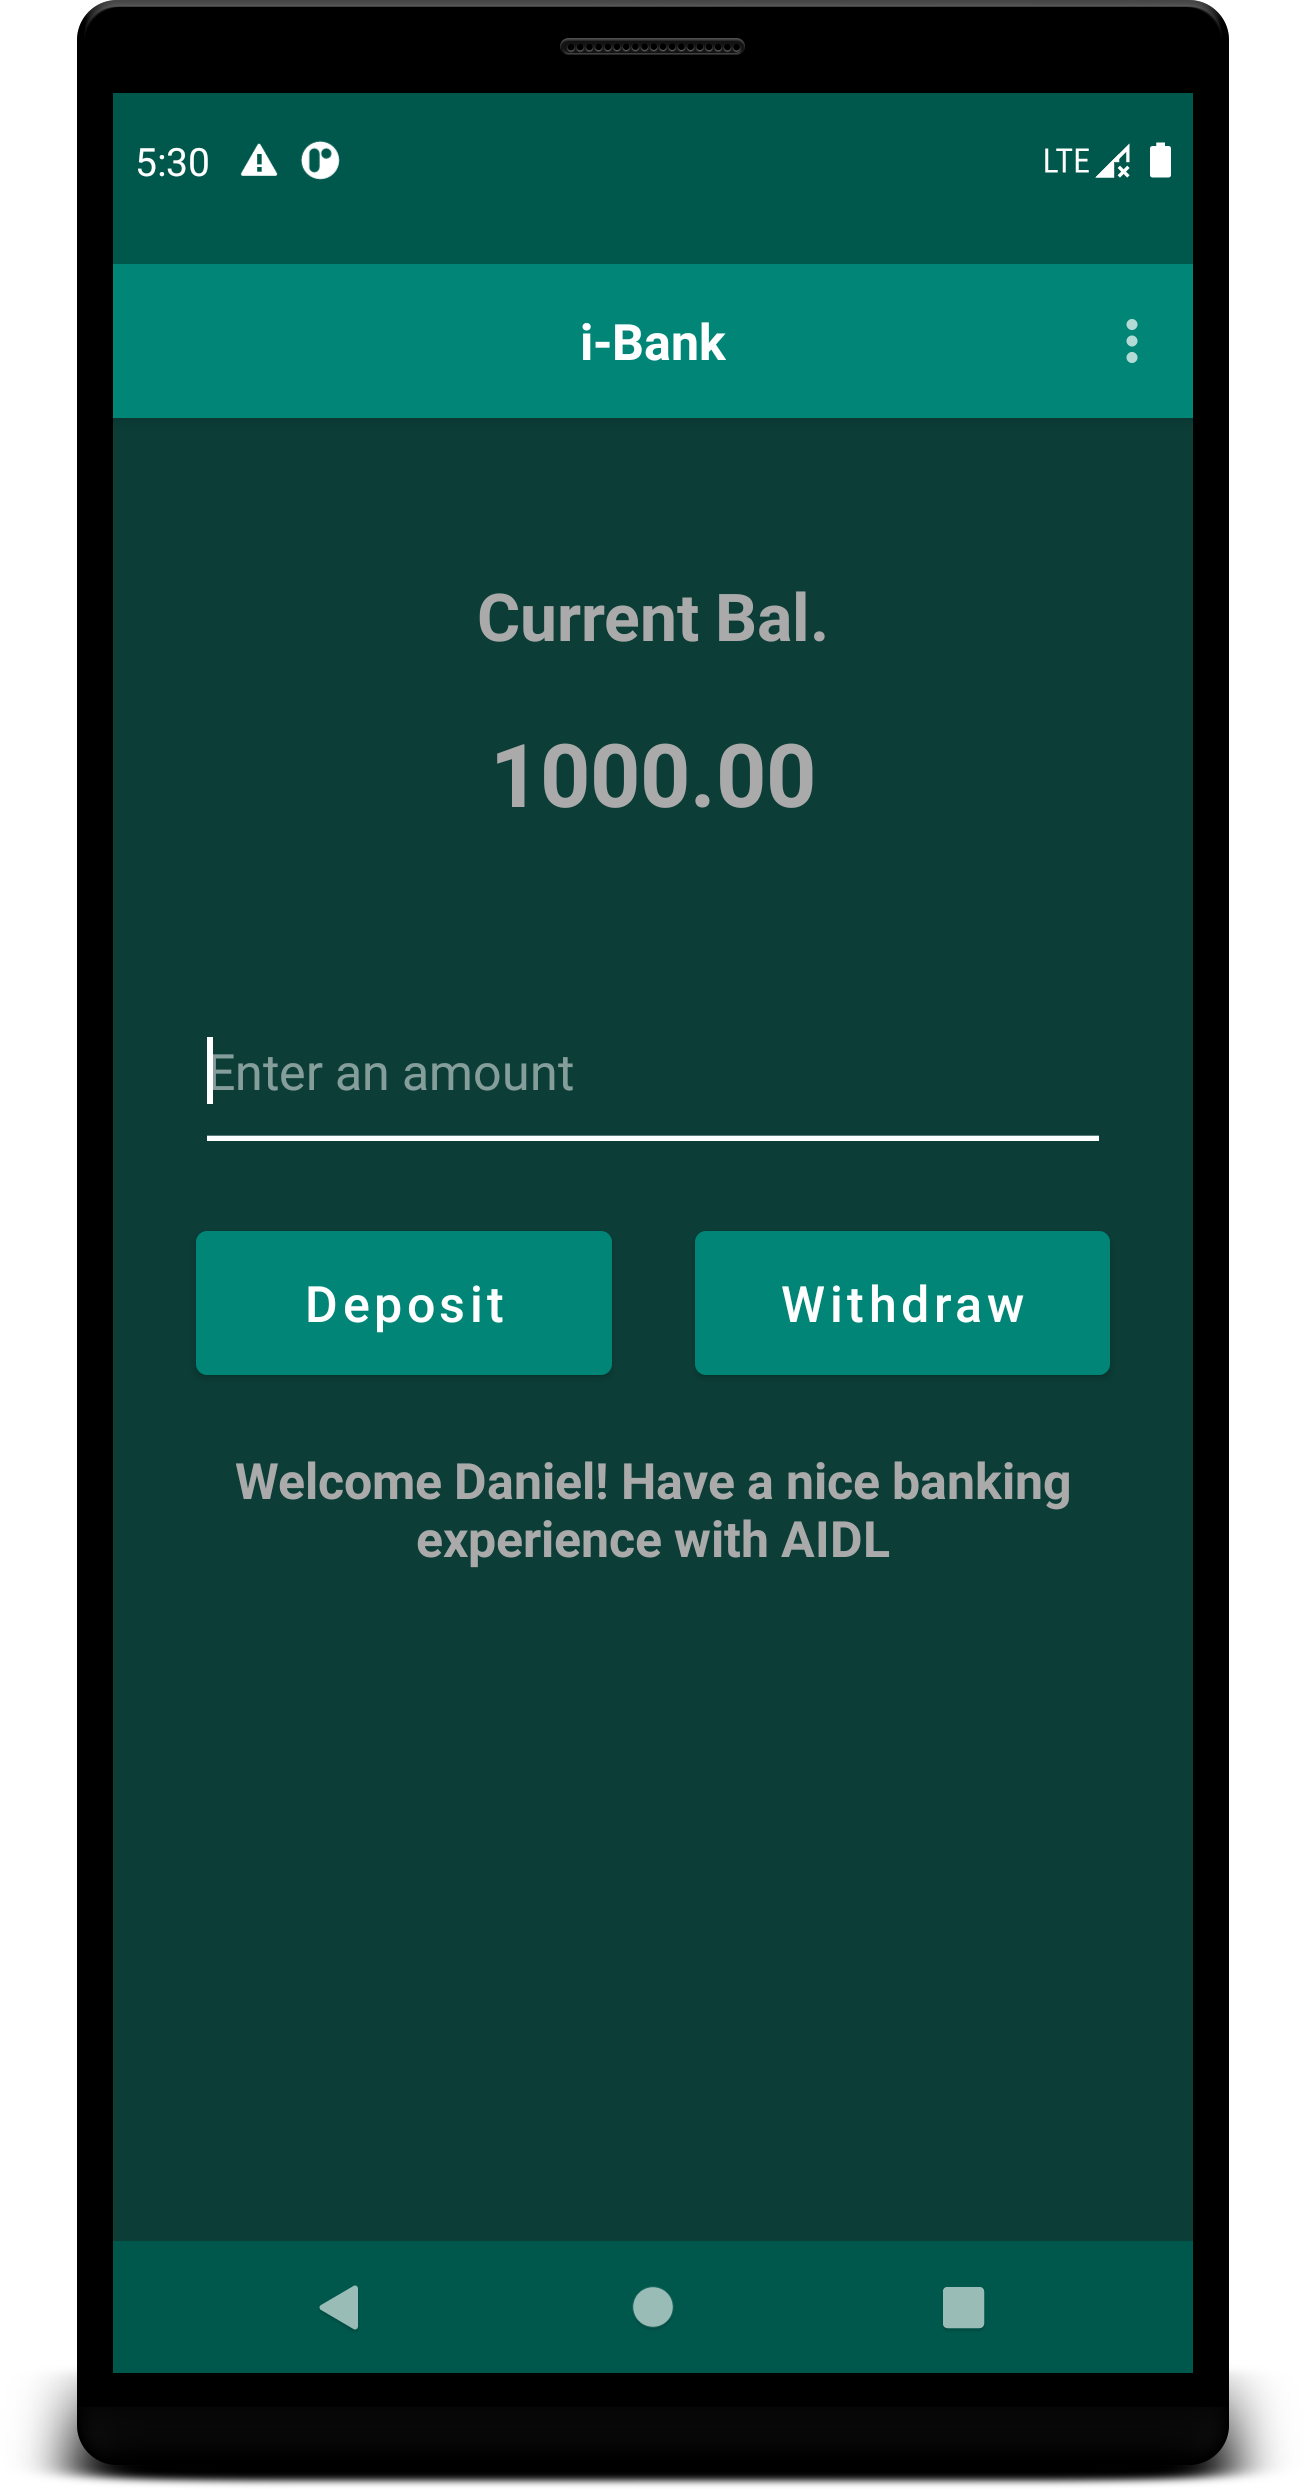 5:30
LTE
i-Bank
Current Bal.
1000.00
Enter an amount
Deposit
Withdraw
Welcome Daniel! Have a nice banking
experience with AIDL